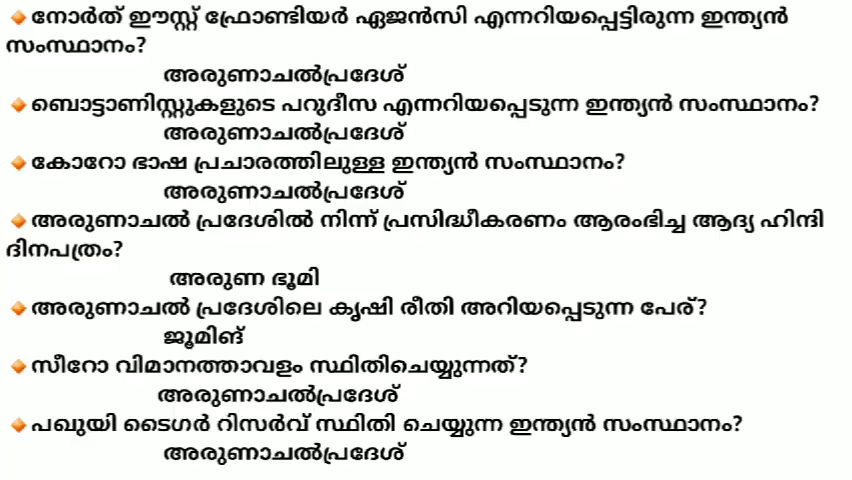 നോർത് ഈസ്റ്റ് ഫ്രോണ്ടിയർ ഏജൻസി എന്നറിയപ്പെട്ടിരുന്ന ഇന്ത്യൻ
സംസ്ഥാനം?
അരുണാചൽപ്രദേശ്
ബൊട്ടാണിസ്റ്റുകളുടെ പറുദീസ എന്നറിയപ്പെടുന്ന ഇന്ത്യൻ സംസ്ഥാനം?
അരുണാചൽപ്രദേശ്
കോറോ ഭാഷ പ്രചാരത്തിലുള്ള ഇന്ത്യൻ സംസ്ഥാനം?
അരുണാചൽപ്രദേശ്
അരുണാചൽ പ്രദേശിൽ നിന്ന് പ്രസിദ്ധീകരണം ആരംഭിച്ച ആദ്യ ഹിന്ദി
ദിനപത്രം?
അരുണ ഭൂമി
അരുണാചൽ പ്രദേശിലെ കൃഷി രീതി അറിയപ്പെടുന്ന പേര്?
ജൂമിങ്
സീറോ വിമാനത്താവളം സ്ഥിതിചെയ്യുന്നത്?
അരുണാചൽപ്രദേശ്
പഖുയി ടൈഗർ റിസർവ് സ്ഥിതി ചെയ്യുന്ന ഇന്ത്യൻ സംസ്ഥാനം?
അരുണാചൽപ്രദേശ്